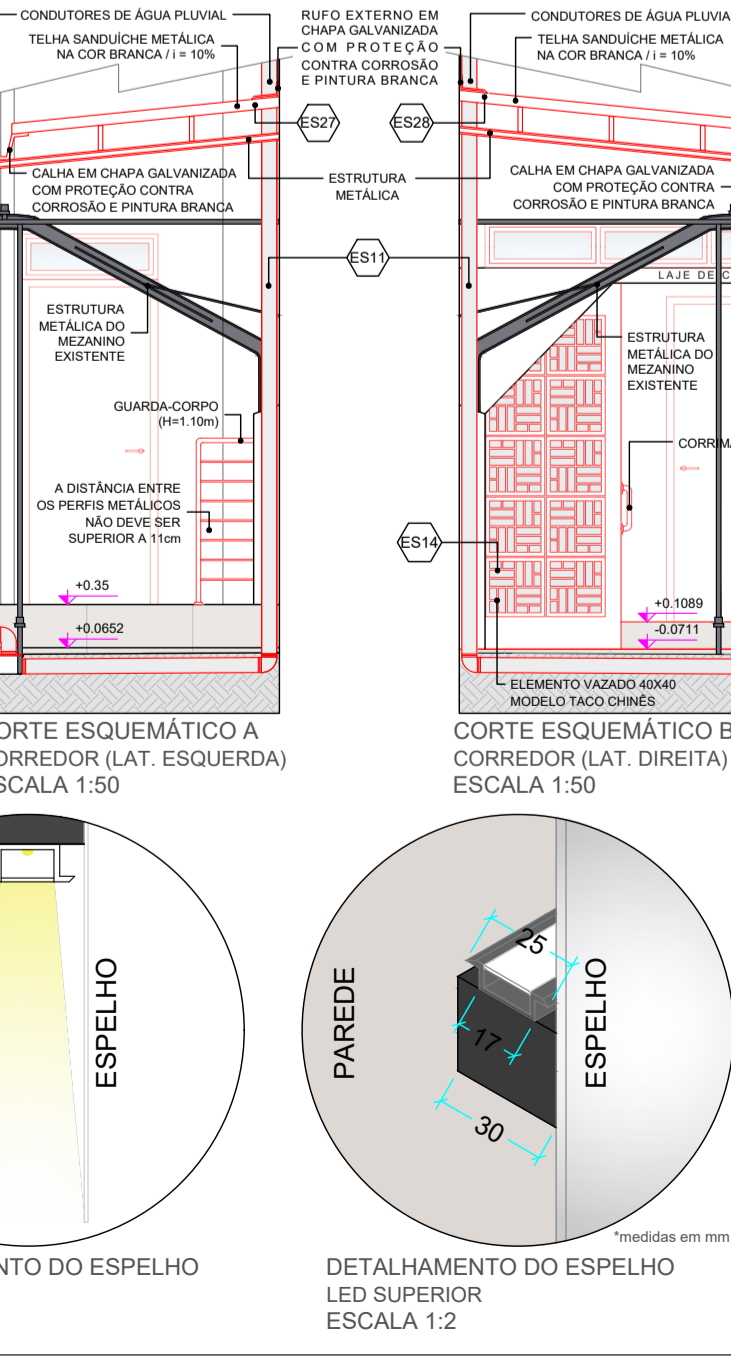 CONDUTORES DE ÁGUA PLUVIAL
TELHA SANDUÍCHE METÁLICA
NA COR BRANCA / i = 10%
RUFO EXTERNO EM
CHAPA GALVANIZADA
COM PROTEÇÃO
CONTRA CORROSÃO
E PINTURA BRANCA
CONDUTORES DE ÁGUA PLUVIA
TELHA SANDUÍCHE METÁLICA
NA COR BRANCA / i = 10%
ES27
ES28
CALHA EM CHAPA GALVANIZADA
COM PROTEÇÃO CONTRA
CORROSÃO E PINTURA BRANCA
ESTRUTURA
METÁLICA
CALHA EM CHAPA GALVANIZADA
COM PROTEÇÃO CONTRA
CORROSÃO E PINTURA BRANCA
ES11
LAJE DE C
ESTRUTURA
METÁLICA DO
MEZANINO
EXISTENTE
ESTRUTURA
METÁLICA DO
MEZANINO
EXISTENTE
GUARDA-CORPO
(H=1.10m)
CORRIMA
A DISTÂNCIA ENTRE
OS PERFIS METÁLICOS
NÃO DEVE SER
SUPERIOR A 11cm
ES14
+0.35
+0.0652
+0.1089
-0.0711
ELEMENTO VAZADO 40X40
MODELO TACO CHINÊS
ORTE ESQUEMÁTICO A
ORREDOR (LAT. ESQUERDA)
SCALA 1:50
CORTE ESQUEMÁTICO B
CORREDOR (LAT. DIREITA)
ESCALA 1:50
ESPELHO
PAREDE
25
17
30
ESPELHO
*medidas em mm
NTO DO ESPELHO
DETALHAMENTO DO ESPELHO
LED SUPERIOR
ESCALA 1:2